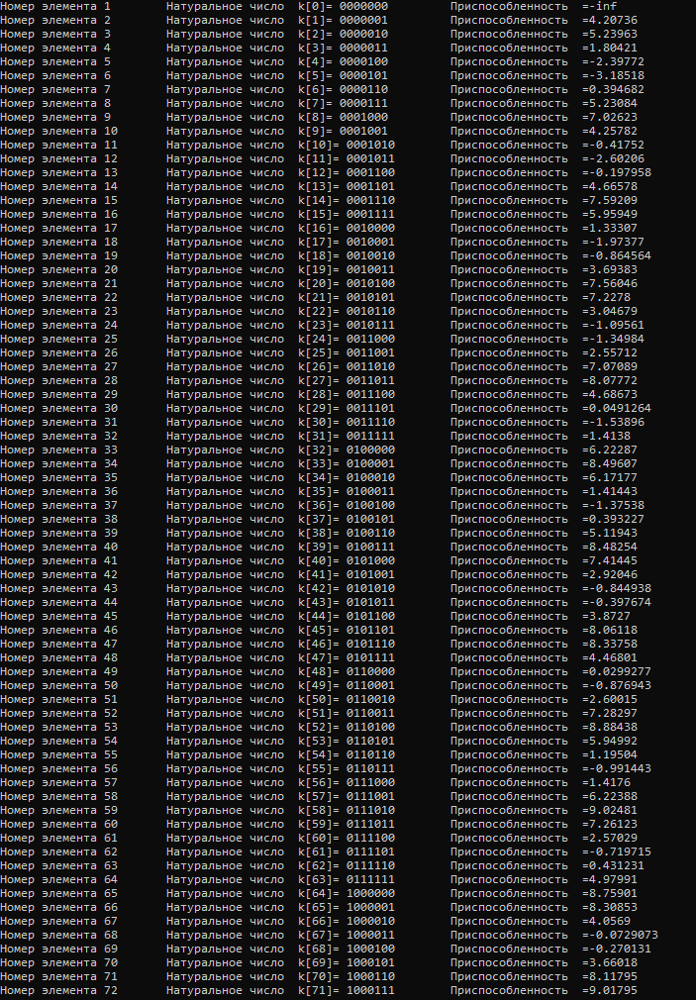 Номер элемента 1 Натуральное число k[0]= 0000000 Приспособленность =-inf
Номер элемента 2 Натуральное число k[1]= 0000001 Приспособленность =4.20736
Номер элемента 3 Натуральное число k[2]= 0000010 Приспособленность =5.23963
Номер элемента 4 Натуральное число k[3]= 0000011 Приспособленность =1.80421
Номер элемента 5 Натуральное число k[4]= 0000100 Приспособленность =-2.39772
Номер элемента 6 Натуральное число k[5]= 0000101 Приспособленность =-3.18518
Номер элемента 7 Натуральное число k[6]= 0000110 Приспособленность =0.394682
Номер элемента 8 Натуральное число k[7]= 0000111 Приспособленность =5.23084
Номер элемента 9 Натуральное число k[8]= 0001000 Приспособленность =7.02623
Номер элемента 10 Натуральное число k[9]= 0001001 Приспособленность =4.25782
Номер элемента 11 Натуральное число k[10]= 0001010 Приспособленность =-0.41752
Номер элемента 12 Натуральное число k[11]= 0001011 Приспособленность =-2.60206
Номер элемента 13 Натуральное число k[12]= 0001100 Приспособленность =-0.197958
Номер элемента 14 Натуральное число k[13]= 0001101 Приспособленность =4.66578
Номер элемента 15 Натуральное число k[14]= 0001110 Приспособленность =7.59209
Номер элемента 16 Натуральное число k[15]= 0001111 Приспособленность =5.95949
Номер элемента 17 Натуральное число k[16]= 0010000 Приспособленность =1.33307
Номер элемента 18 Натуральное число k[17]= 0010001 Приспособленность =-1.97377
Номер элемента 19 Натуральное число k[18]= 0010010 Приспособленность =-0.864564
Номер элемента 20 Натуральное число k[19]= 0010011 Приспособленность =3.69383
Номер элемента 21 Натуральное число k[20]= 0010100 Приспособленность =7.56046
Номер элемента 22 Натуральное число k[21]= 0010101 Приспособленность =7.2278
Номер элемента 23 Натуральное число k[22]= 0010110 Приспособленность =3.04679
Номер элемента 24 Натуральное число k[23]= 0010111 Приспособленность =-1.09561
Номер элемента 25 Натуральное число k[24]= 0011000 Приспособленность =-1.34984
Номер элемента 26 Натуральное число k[25]= 0011001 Приспособленность =2.55712
Номер элемента 27 Натуральное число k[26]= 0011010 Приспособленность =7.07089
Номер элемента 28 Натуральное число k[27]= 0011011 Приспособленность =8.07772
Номер элемента 29 Натуральное число k[28]= 0011100 Приспособленность =4.68673
Номер элемента 30 Натуральное число k[29]= 0011101 Приспособленность =0.0491264
Номер элемента 31 Натуральное число k[30]= 0011110 Приспособленность =-1.53896
Номер элемента 32 Натуральное число k[31]= 0011111 Приспособленность =1.4138
Номер элемента 33 Натуральное число k[32]= 0100000 Приспособленность =6.22287
Номер элемента 34 Натуральное число k[33]= 0100001 Приспособленность =8.49607
Номер элемента 35 Натуральное число k[34]= 0100010 Приспособленность =6.17177
Номер элемента 36 Натуральное число k[35]= 0100011 Приспособленность =1.41443
Номер элемента 37 Натуральное число k[36]= 0100100 Приспособленность =-1.37538
Номер элемента 38 Натуральное число k[37]= 0100101 Приспособленность =0.393227
Номер элемента 39 Натуральное число k[38]= 0100110 Приспособленность =5.11943
Номер элемента 40 Натуральное число k[39]= 0100111 Приспособленность =8.48254
Номер элемента 41 Натуральное число k[40]= 0101000 Приспособленность =7.41445
Номер элемента 42 Натуральное число k[41]= 0101001 Приспособленность =2.92046
Номер элемента 43 Натуральное число k[42]= 0101010 Приспособленность =-0.844938
Номер элемента 44 Натуральное число k[43]= 0101011 Приспособленность =-0.397674
Номер элемента 45 Натуральное число k[44]= 0101100 Приспособленность =3.8727
Номер элемента 46 Натуральное число k[45]= 0101101 Приспособленность =8.06118
Номер элемента 47 Натуральное число k[46]= 0101110 Приспособленность =8.33758
Номер элемента 48 Натуральное число k[47]= 0101111 Приспособленность =4.46801
Номер элемента 49 Натуральное число k[48]= 0110000 Приспособленность =0.0299277
Номер элемента 50 Натуральное число k[49]= 0110001 Приспособленность =-0.876943
Номер элемента 51 Натуральное число k[50]= 0110010 Приспособленность =2.60015
Номер элемента 52 Натуральное число k[51]= 0110011 Приспособленность =7.28297
Номер элемента 53 Натуральное число k[52]= 0110100 Приспособленность =8.88438
Номер элемента 54 Натуральное число k[53]= 0110101 Приспособленность =5.94992
Номер элемента 55 Натуральное число k[54]= 0110110 Приспособленность =1.19504
Номер элемента 56 Натуральное число k[55]= 0110111 Приспособленность =-0.991443
Номер элемента 57 Натуральное число k[56]= 0111000 Приспособленность =1.4176
Номер элемента 58 Натуральное число k[57]= 0111001 Приспособленность =6.22388
Номер элемента 59 Натуральное число k[58]= 0111010 Приспособленность =9.02481
Номер элемента 60 Натуральное число k[59]= 0111011 Приспособленность =7.26123
Номер элемента 61 Натуральное число k[60]= 0111100 Приспособленность =2.57029
Номер элемента 62 Натуральное число k[61]= 0111101 Приспособленность =-0.719715
Номер элемента 63 Натуральное число k[62]= 0111110 Приспособленность =0.431231
Номер элемента 64 Натуральное число k[63]= 0111111 Приспособленность =4.97991
Номер элемента 65 Натуральное число k[64]= 1000000 Приспособленность =8.75901
Номер элемента 66 Натуральное число k[65]= 1000001 Приспособленность =8.30853
Номер элемента 67 Натуральное число k[66]= 1000010 Приспособленность =4.0569
Номер элемента 68 Натуральное число k[67]= 1000011 Приспособленность =-0.0729073
Номер элемента 69 Натуральное число k[68]= 1000100 Приспособленность =-0.270131
Номер элемента 70 Натуральное число k[69]= 1000101 Приспособленность =3.66018
Номер элемента 71 Натуральное число k[70]= 1000110 Приспособленность =8.11795
Номер элемента 72 Натуральное число k[71]= 1000111 Приспособленность =9.01795